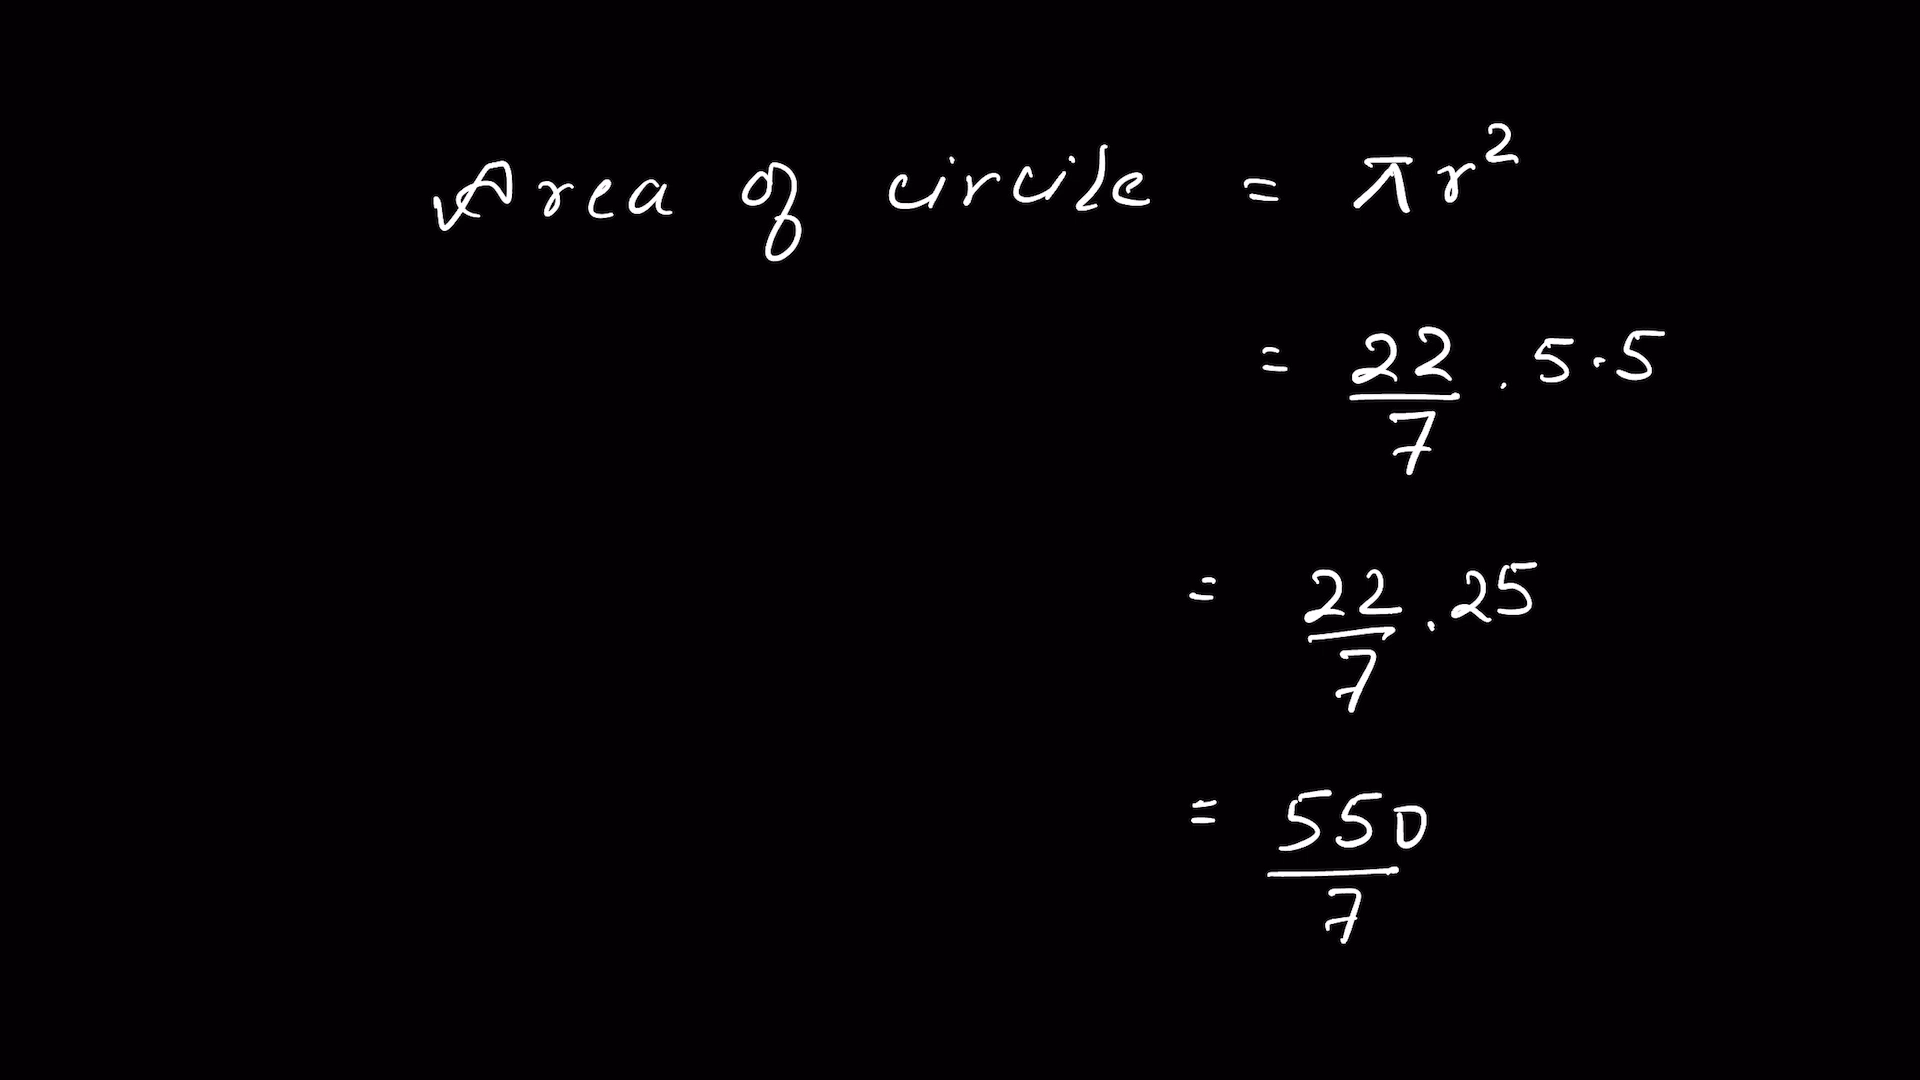 Area of circile = πr²
= 22/7 . 5 . 5
= 22/7 . 25
= 550/7